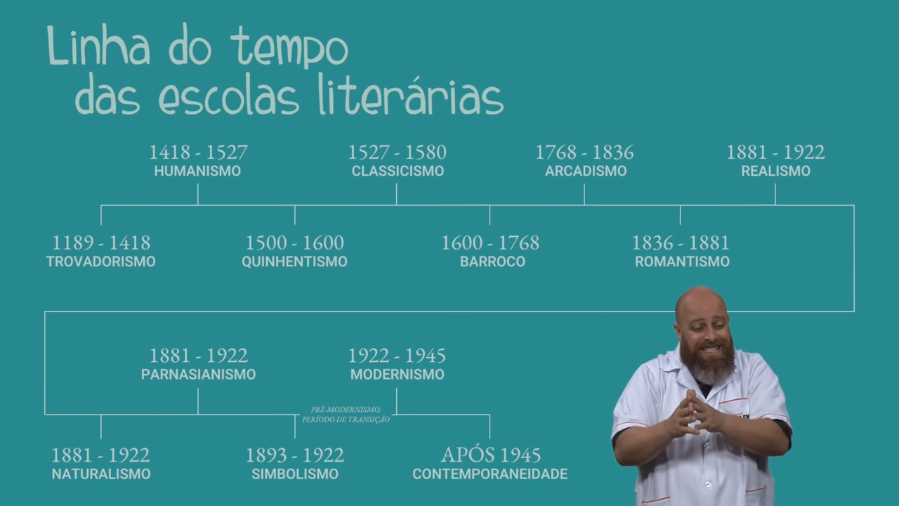 Linha do tempo
das escolas literárias
1418 - 1527
HUMANISMO
1527 - 1580
CLASSICISMO
1768 - 1836
ARCADISMO
1881 - 1922
REALISMO
1189 - 1418
TROVADORISMO
1500 - 1600
QUINHENTISMO
1600 - 1768
BARROCO
1836 - 1881
ROMANTISMO
1881 - 1922
PARNASIANISMO
1922 - 1945
MODERNISMO
PRÉ-MODERNISMO:
PERÍODO DE TRANSIÇÃO
1881 - 1922
NATURALISMO
1893 - 1922
SIMBOLISMO
APÓS 1945
CONTEMPORANEIDADE